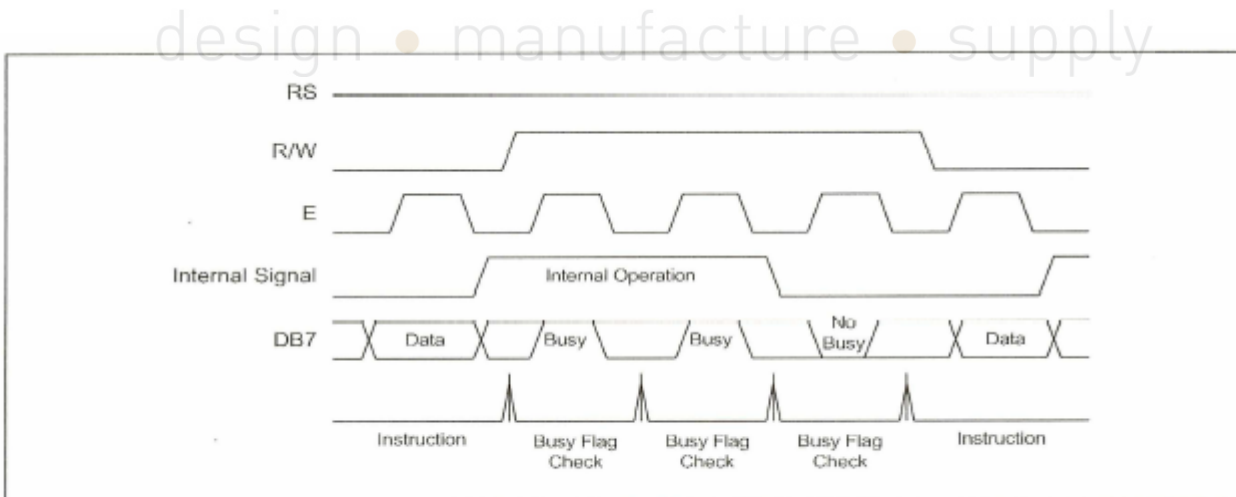 design • manufacture • supply
RS
R/W
E
Internal Signal
Internal Operation
DB7
Data
Busy
Busy
No
Busy
Data
Instruction
Busy Flag
Check
Busy Flag
Check
Busy Flag
Check
Instruction